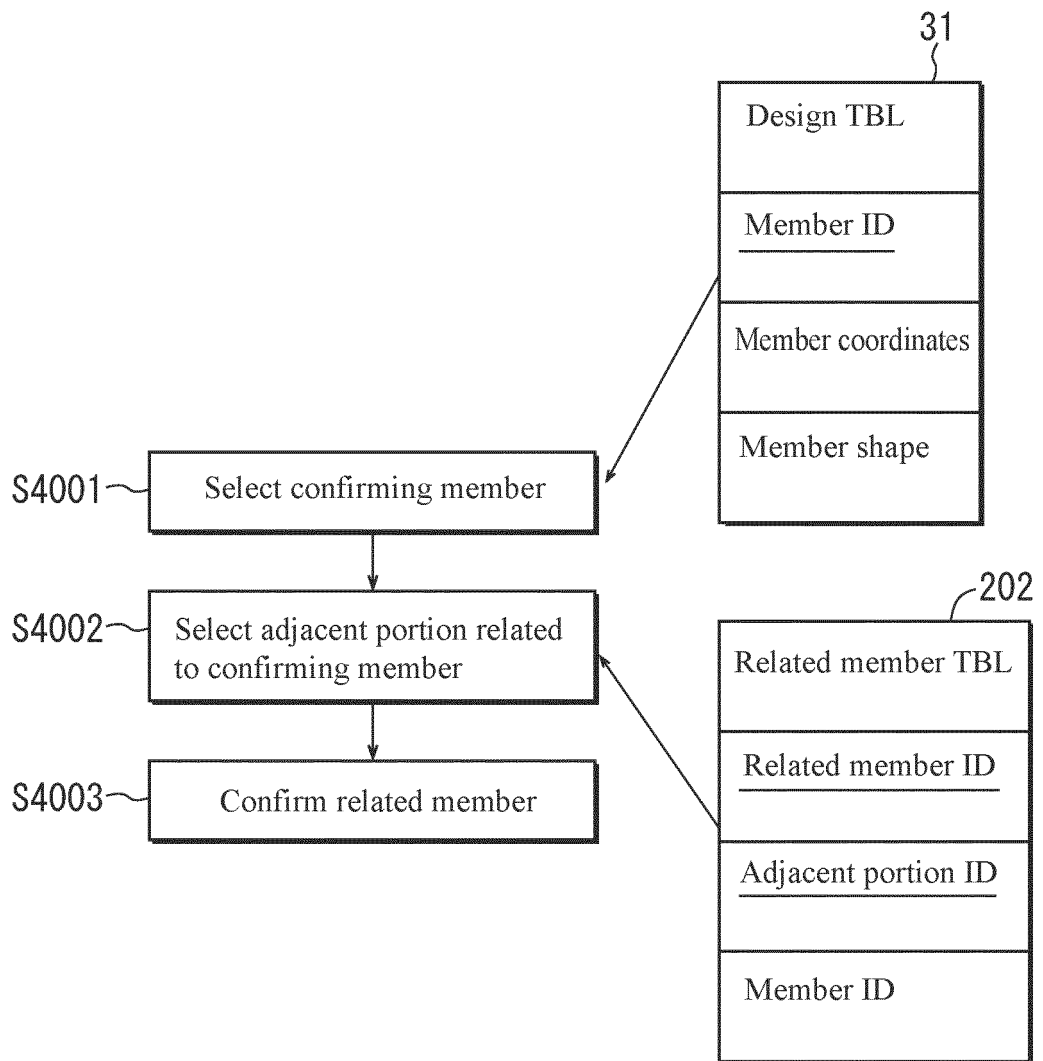 31
Design TBL
Member ID
Member coordinates
Member shape
S4001
Select confirming member
S4002
Select adjacent portion related
to confirming member
S4003
Confirm related member
202
Related member TBL
Related member ID
Adjacent portion ID
Member ID